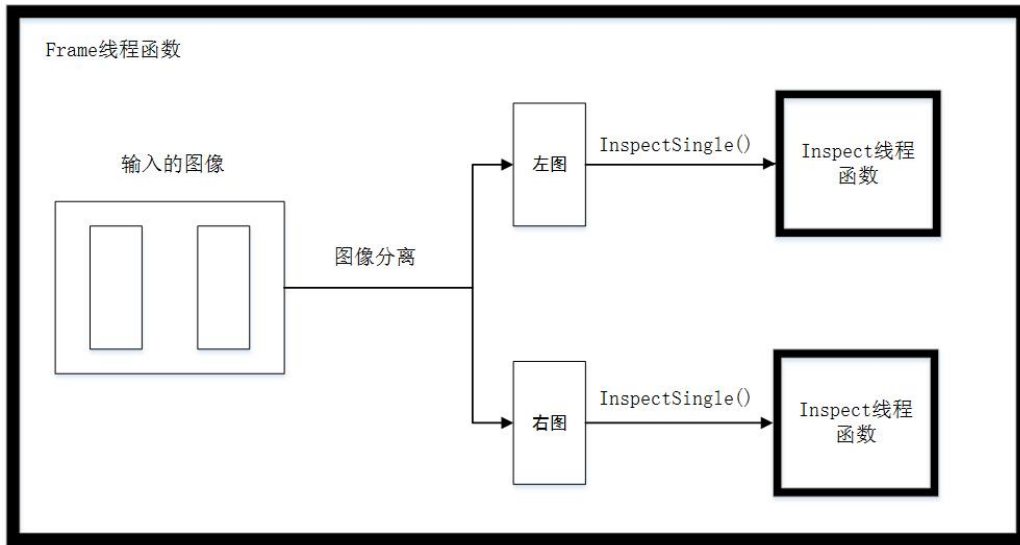 Frame线程函数
输入的图像
图像分离
左图
InspectSingle()
Inspect线程
函数
右图
InspectSingle()
Inspect线程
函数